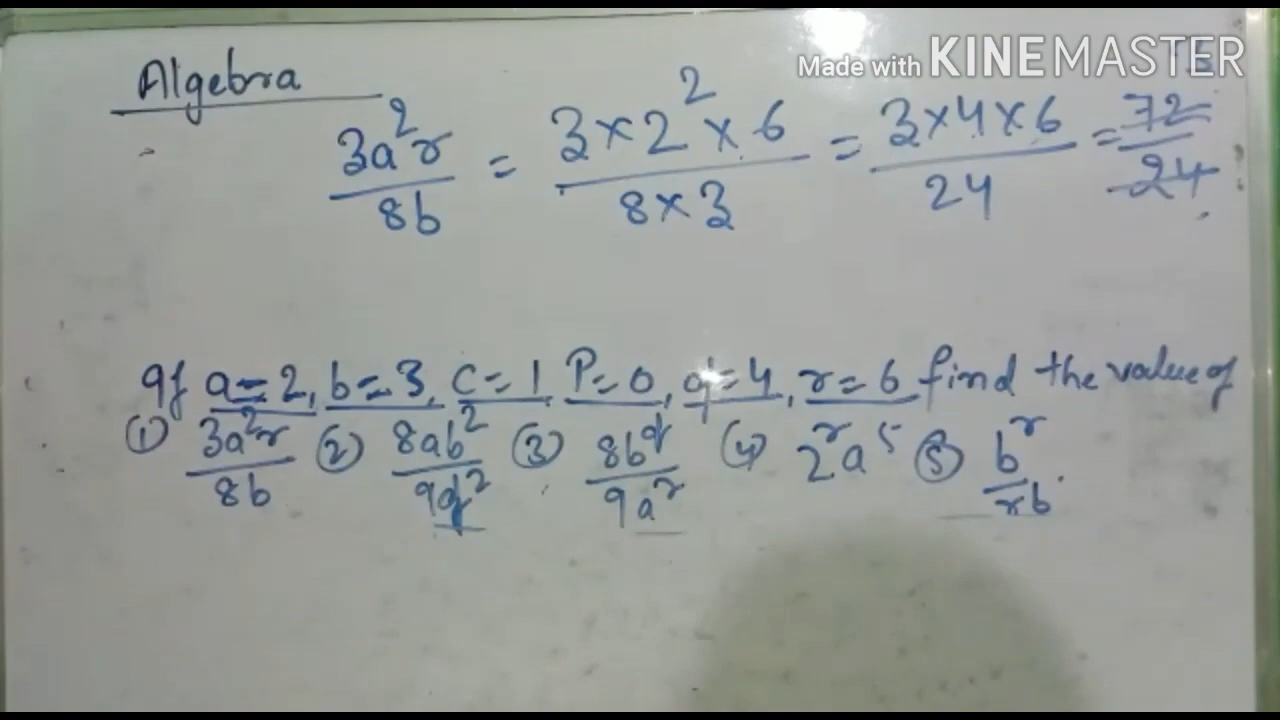 Made with KINEMASTER
Algebra
3a²r/8b = 3×2²×6/8×3 = 3×4×6/24 = 72/24
If a=2, b=3, c=1, P=0, q=4, r=6 find the value of
① 3a²r/8b ② 8ab²/9q² ③ 8b^q/9a^r ④ 2^r a⁵ ⑤ b^r/rb